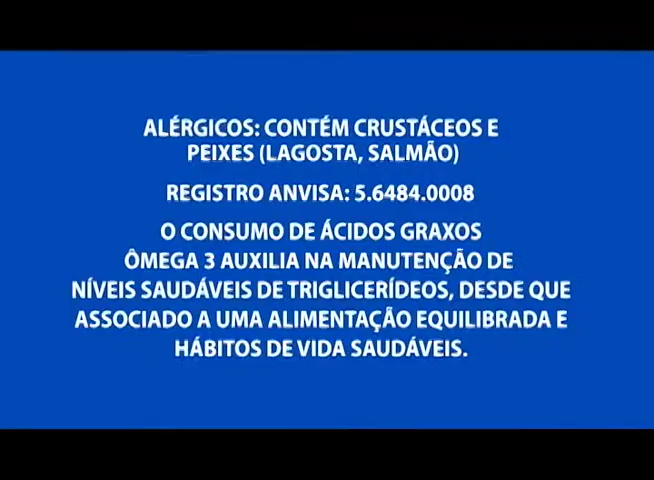 ALÉRGICOS: CONTÉM CRUSTÁCEOS E
PEIXES (LAGOSTA, SALMÃO)
REGISTRO ANVISA: 5.6484.0008
O CONSUMO DE ÁCIDOS GRAXOS
ÔMEGA 3 AUXILIA NA MANUTENÇÃO DE
NÍVEIS SAUDÁVEIS DE TRIGLICERÍDEOS, DESDE QUE
ASSOCIADO A UMA ALIMENTAÇÃO EQUILIBRADA E
HÁBITOS DE VIDA SAUDÁVEIS.